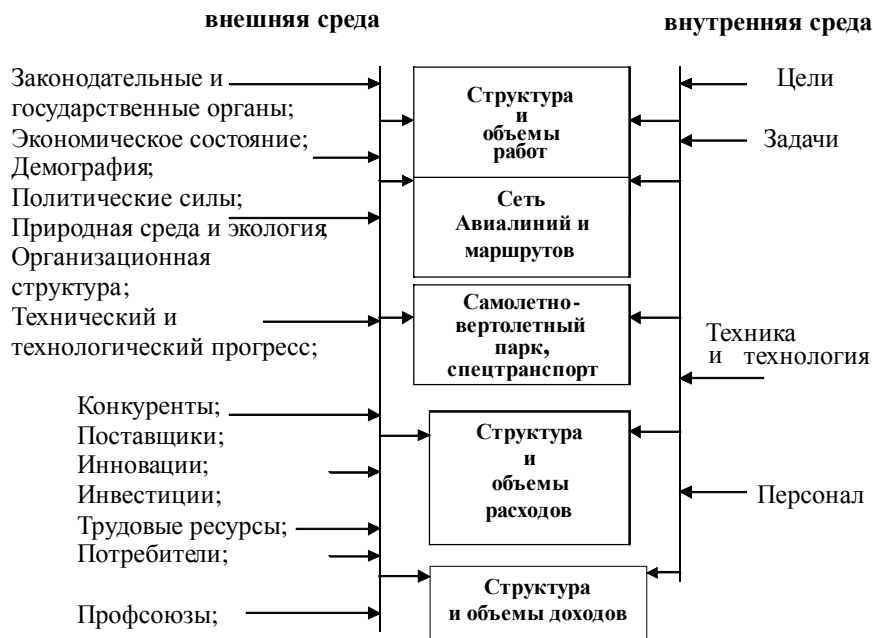 внешняя среда
внутренняя среда
Законодательные и
государственные органы;
Экономическое состояние;
Демография;
Политические силы;
Природная среда и экология;
Организационная
структура;
Технический и
технологический прогресс;
Конкуренты;
Поставщики;
Инновации;
Инвестиции;
Трудовые ресурсы;
Потребители;
Профсоюзы;
Структура
и
объемы
работ
Сеть
Авиалиний и
маршрутов
Самолетно-
вертолетный
парк,
спецтранспорт
Структура
и
объемы
расходов
Структура
и объемы доходов
Цели
Задачи
Техника
и технология
Персонал